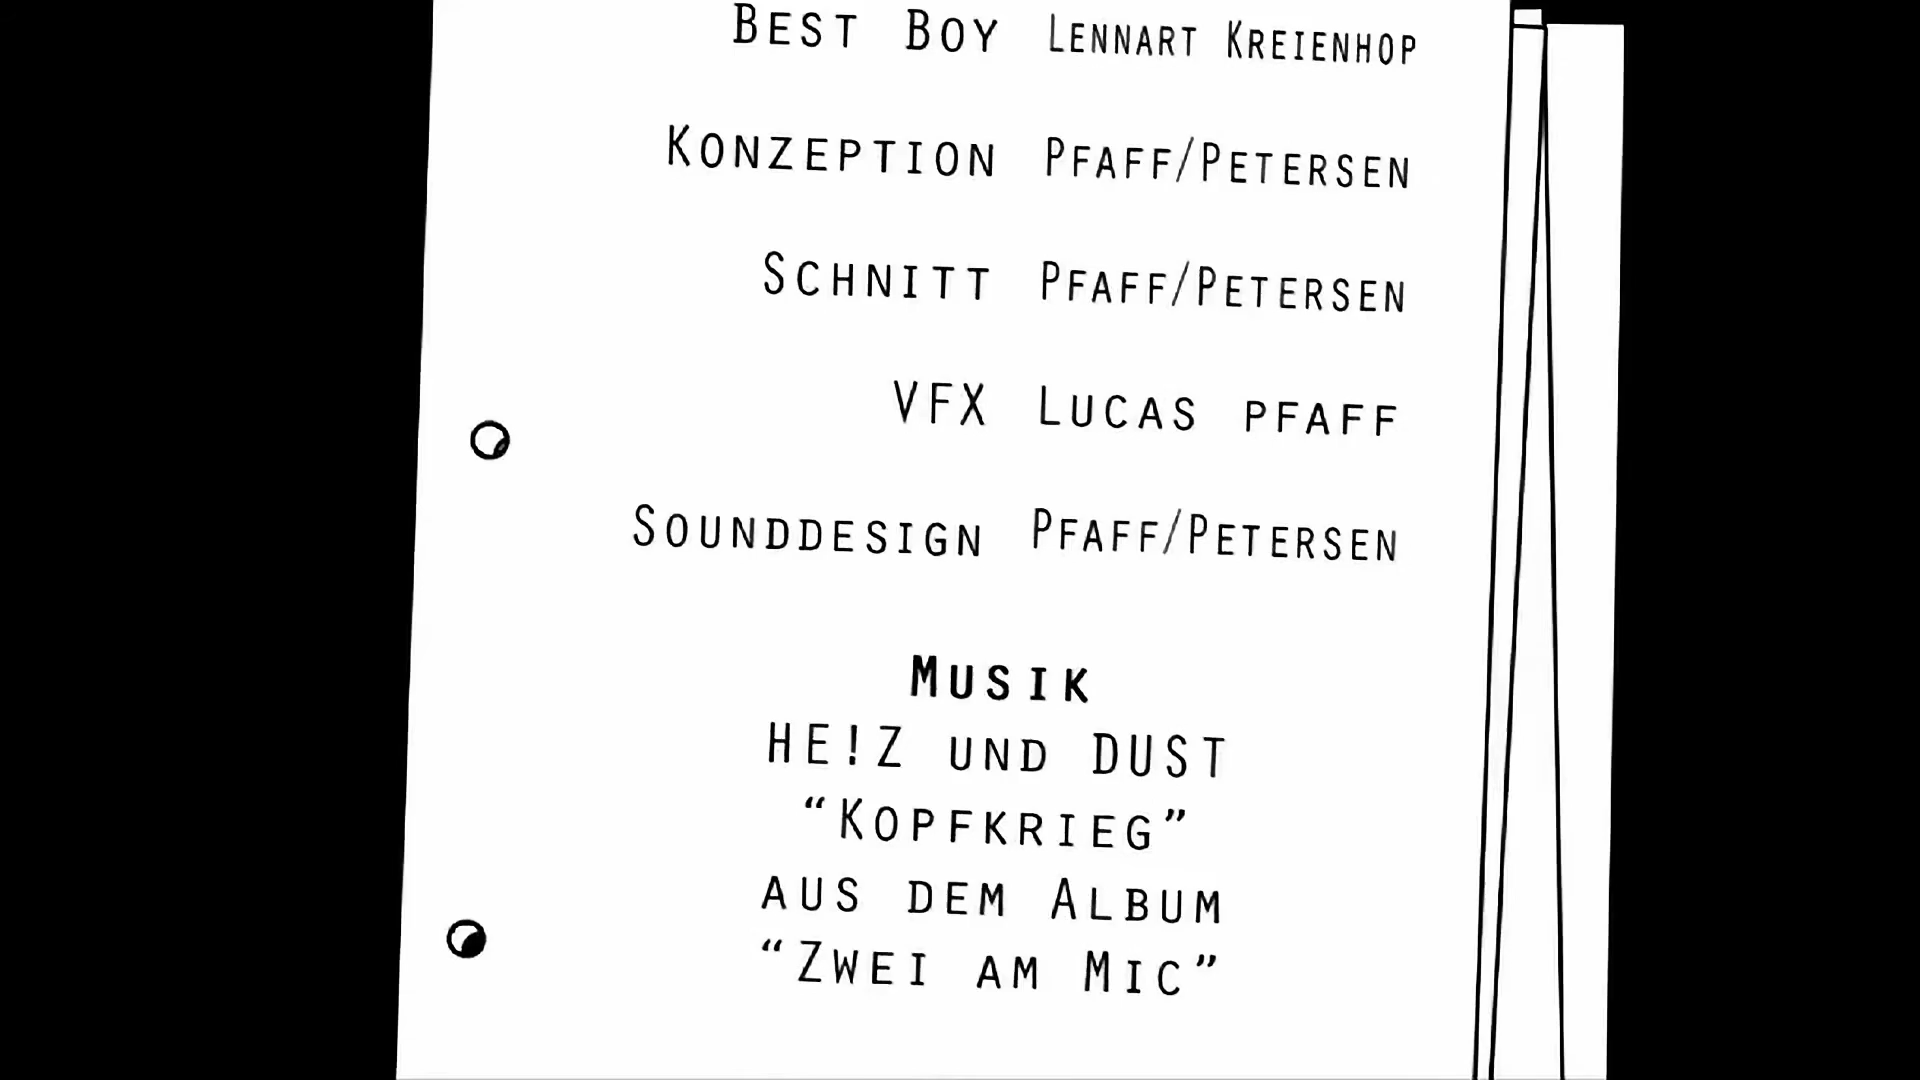 Best Boy Lennart Kreienhop
Konzeption Pfaff/Petersen
Schnitt Pfaff/Petersen
VFX Lucas pfaff
Sounddesign Pfaff/Petersen
Musik
HE!Z und DUST
“Kopfkrieg”
aus dem Album
“Zwei am Mic”